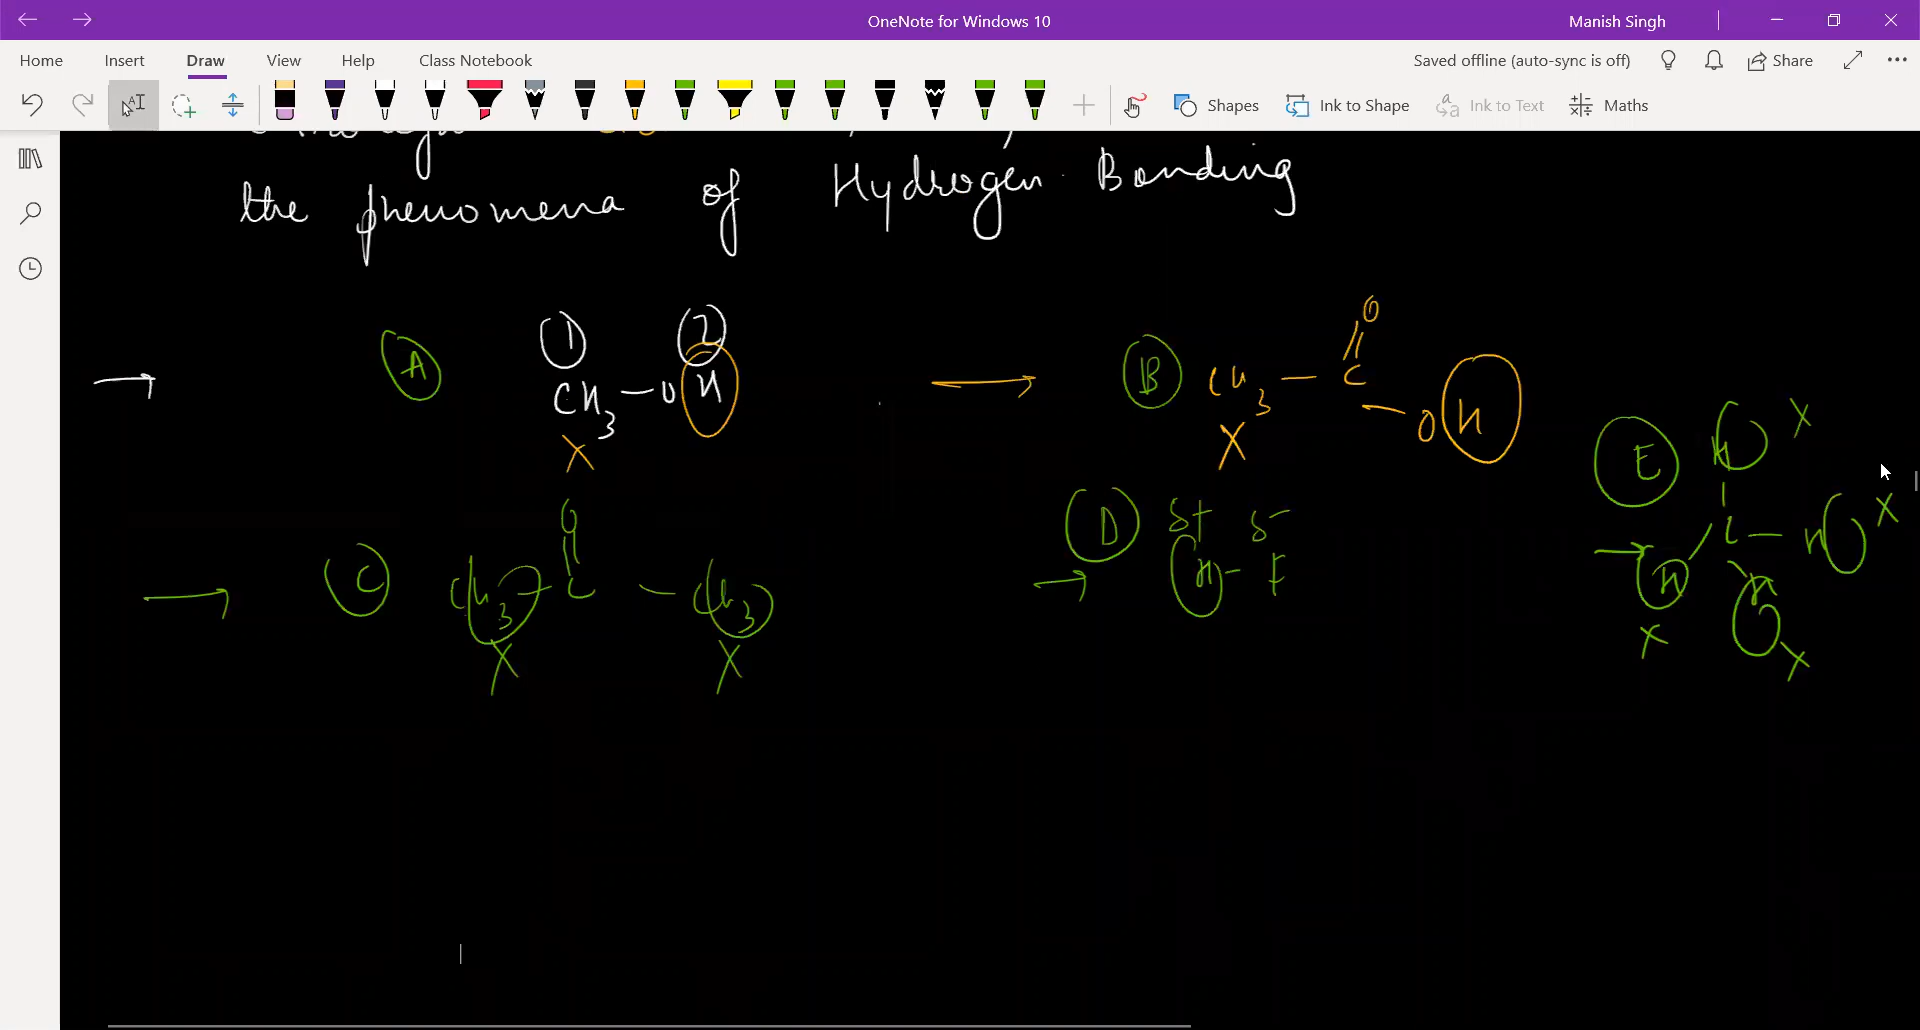 OneNote for Windows 10
Manish Singh
Home Insert Draw View Help Class Notebook
Saved offline (auto-sync is off) Share
Shapes Ink to Shape Ink to Text Maths
the phenomena of Hydrogen Bonding
A 1 2 CH3 — OH
X
B CH3 — C O OH
X
E H X
C — H X
H X
H X
C CH3 — C — CH3
O
X X
D δ+ δ-
H - F